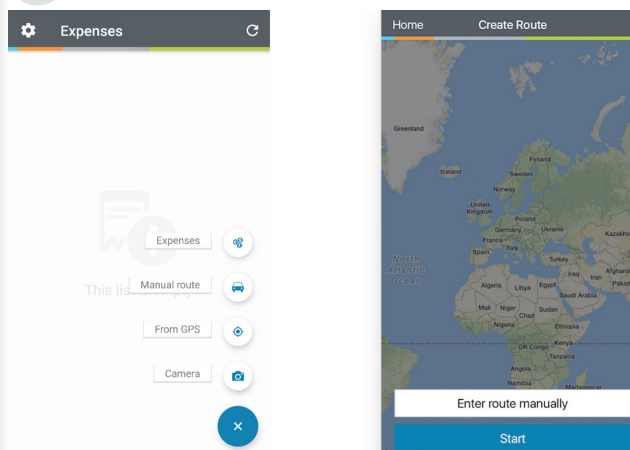 Expenses
Expenses
Manual route
This list is empty
From GPS
Camera
Home
Create Route
Greenland
Iceland
Finland
Sweden
Norway
United
Kingdom
Poland
Germany
Ukraine
Kazakhs
France
Italy
Spain
North
Atlantic
Ocean
Turkey
Iraq
Iran
Afghanis
Pakist
Algeria
Libya
Egypt
Saudi Arabia
Mali
Niger
Chad
Sudan
Nigeria
Ethiopia
DR Congo
Kenya
Tanzania
Angola
Namibia
Madagascar
Enter route manually
Start